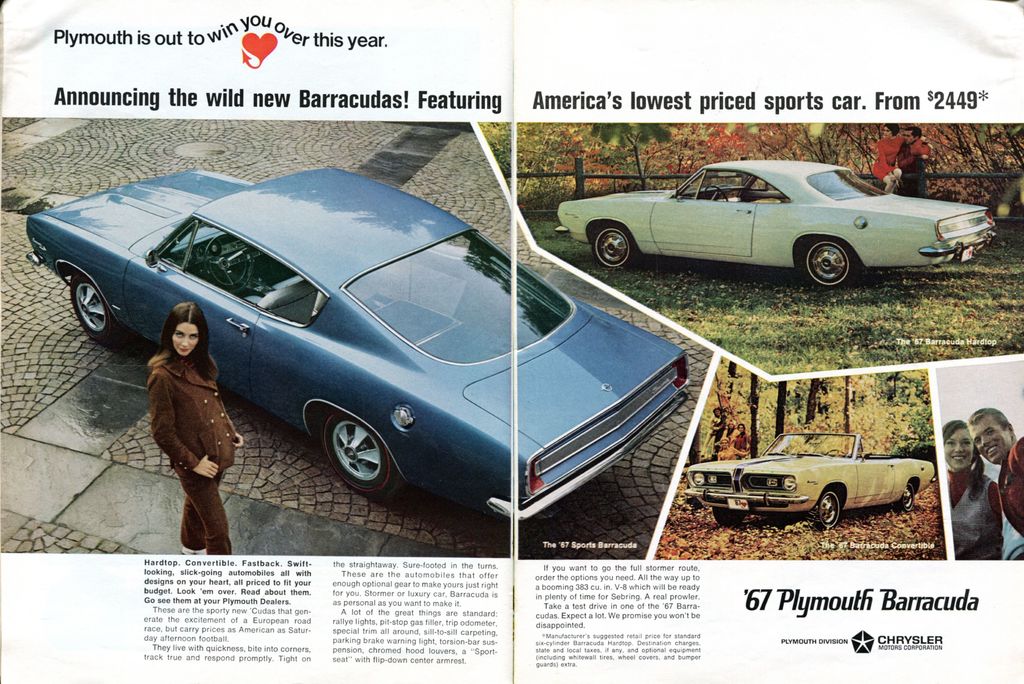 Plymouth is out to win you over this year.
Announcing the wild new Barracudas! Featuring America's lowest priced sports car. From $2449*
The '67 Barracuda Hardtop
The '67 Sports Barracuda
The '67 Barracuda Convertible
Hardtop. Convertible. Fastback. Swift-
looking, slick-going automobiles all with
designs on your heart, all priced to fit your
budget. Look 'em over. Read about them.
Go see them at your Plymouth Dealers.
These are the sporty new 'Cudas that gen-
erate the excitement of a European road
race, but carry prices as American as Satur-
day afternoon football.
They live with quickness, bite into corners,
track true and respond promptly. Tight on
the straightaway. Sure-footed in the turns.
These are the automobiles that offer
enough optional gear to make yours just right
for you. Stormer or luxury car, Barracuda is
as personal as you want to make it.
A lot of the great things are standard:
rallye lights, pit-stop gas filler, trip odometer,
special trim all around, sill-to-sill carpeting,
parking brake warning light, torsion-bar sus-
pension, chromed hood louvers, a "Sport-
seat" with flip-down center armrest.
If you want to go the full stormer route,
order the options you need. All the way up to
a booming 383 cu. in. V-8 which will be ready
in plenty of time for Sebring. A real prowler.
Take a test drive in one of the '67 Barra-
cudas. Expect a lot. We promise you won't be
disappointed.
*Manufacturer's suggested retail price for standard
six-cylinder Barracuda Hardtop. Destination charges,
state and local taxes, if any, and optional equipment
(including whitewall tires, wheel covers, and bumper
guards) extra.
'67 Plymouth Barracuda
PLYMOUTH DIVISION CHRYSLER
MOTORS CORPORATION